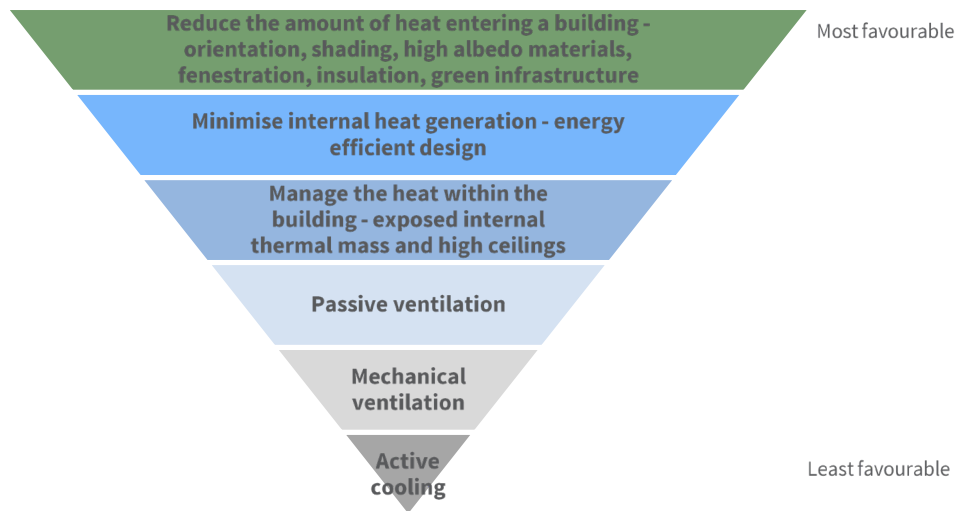 Reduce the amount of heat entering a building -
orientation, shading, high albedo materials,
fenestration, insulation, green infrastructure
Most favourable
Minimise internal heat generation - energy
efficient design
Manage the heat within the
building - exposed internal
thermal mass and high ceilings
Passive ventilation
Mechanical
ventilation
Active
cooling
Least favourable